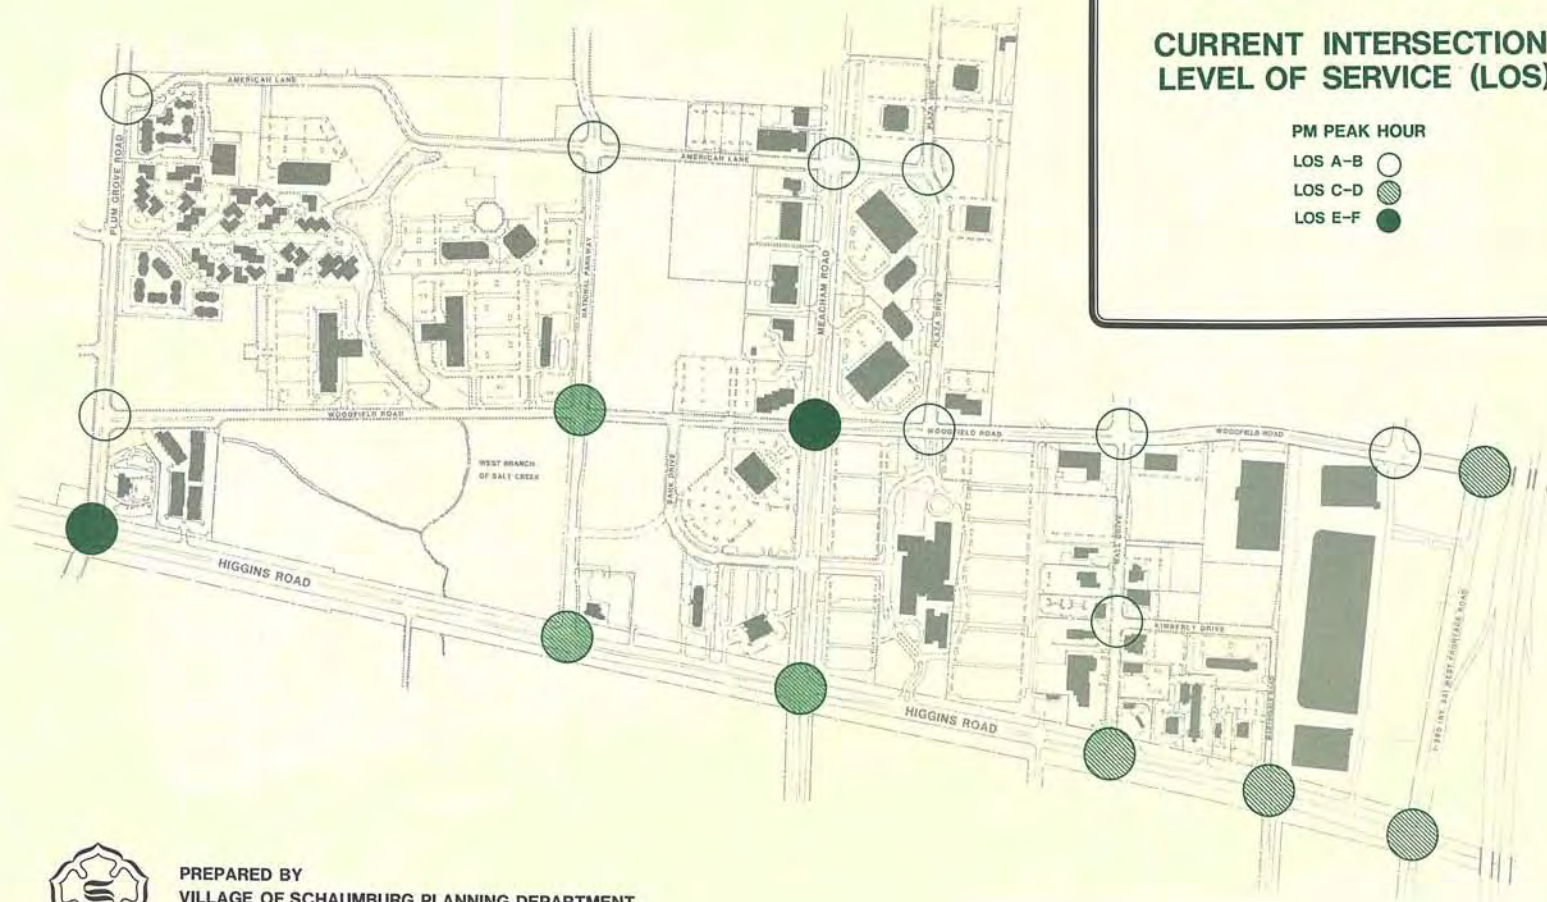 CURRENT INTERSECTION
LEVEL OF SERVICE (LOS)
PM PEAK HOUR
LOS A-B
LOS C-D
LOS E-F
AMERICAN LANE
PLUM GROVE ROAD
AMERICAN LANE
PLAZA DRIVE
NATIONAL PARKWAY
MEACHAM ROAD
PLAZA DRIVE
WOODFIELD ROAD
WOODFIELD ROAD
WOODFIELD ROAD
WEST BRANCH
OF SALT CREEK
BANK DRIVE
MALL DRIVE
HIGGINS ROAD
KIMBERLY DRIVE
HIGGINS ROAD
PREPARED BY
VILLAGE OF SCHAUMBURG PLANNING DEPARTMENT